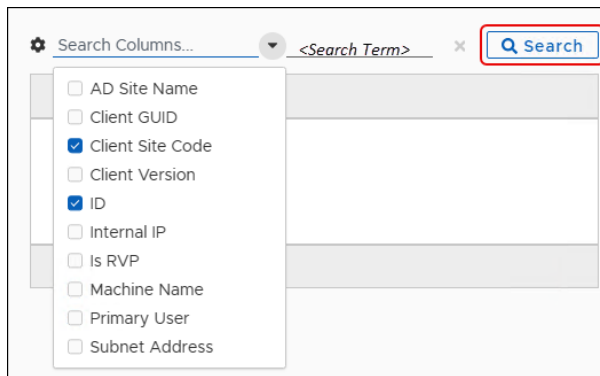 Search Columns... <Search Term> Search
AD Site Name
Client GUID
Client Site Code
Client Version
ID
Internal IP
Is RVP
Machine Name
Primary User
Subnet Address